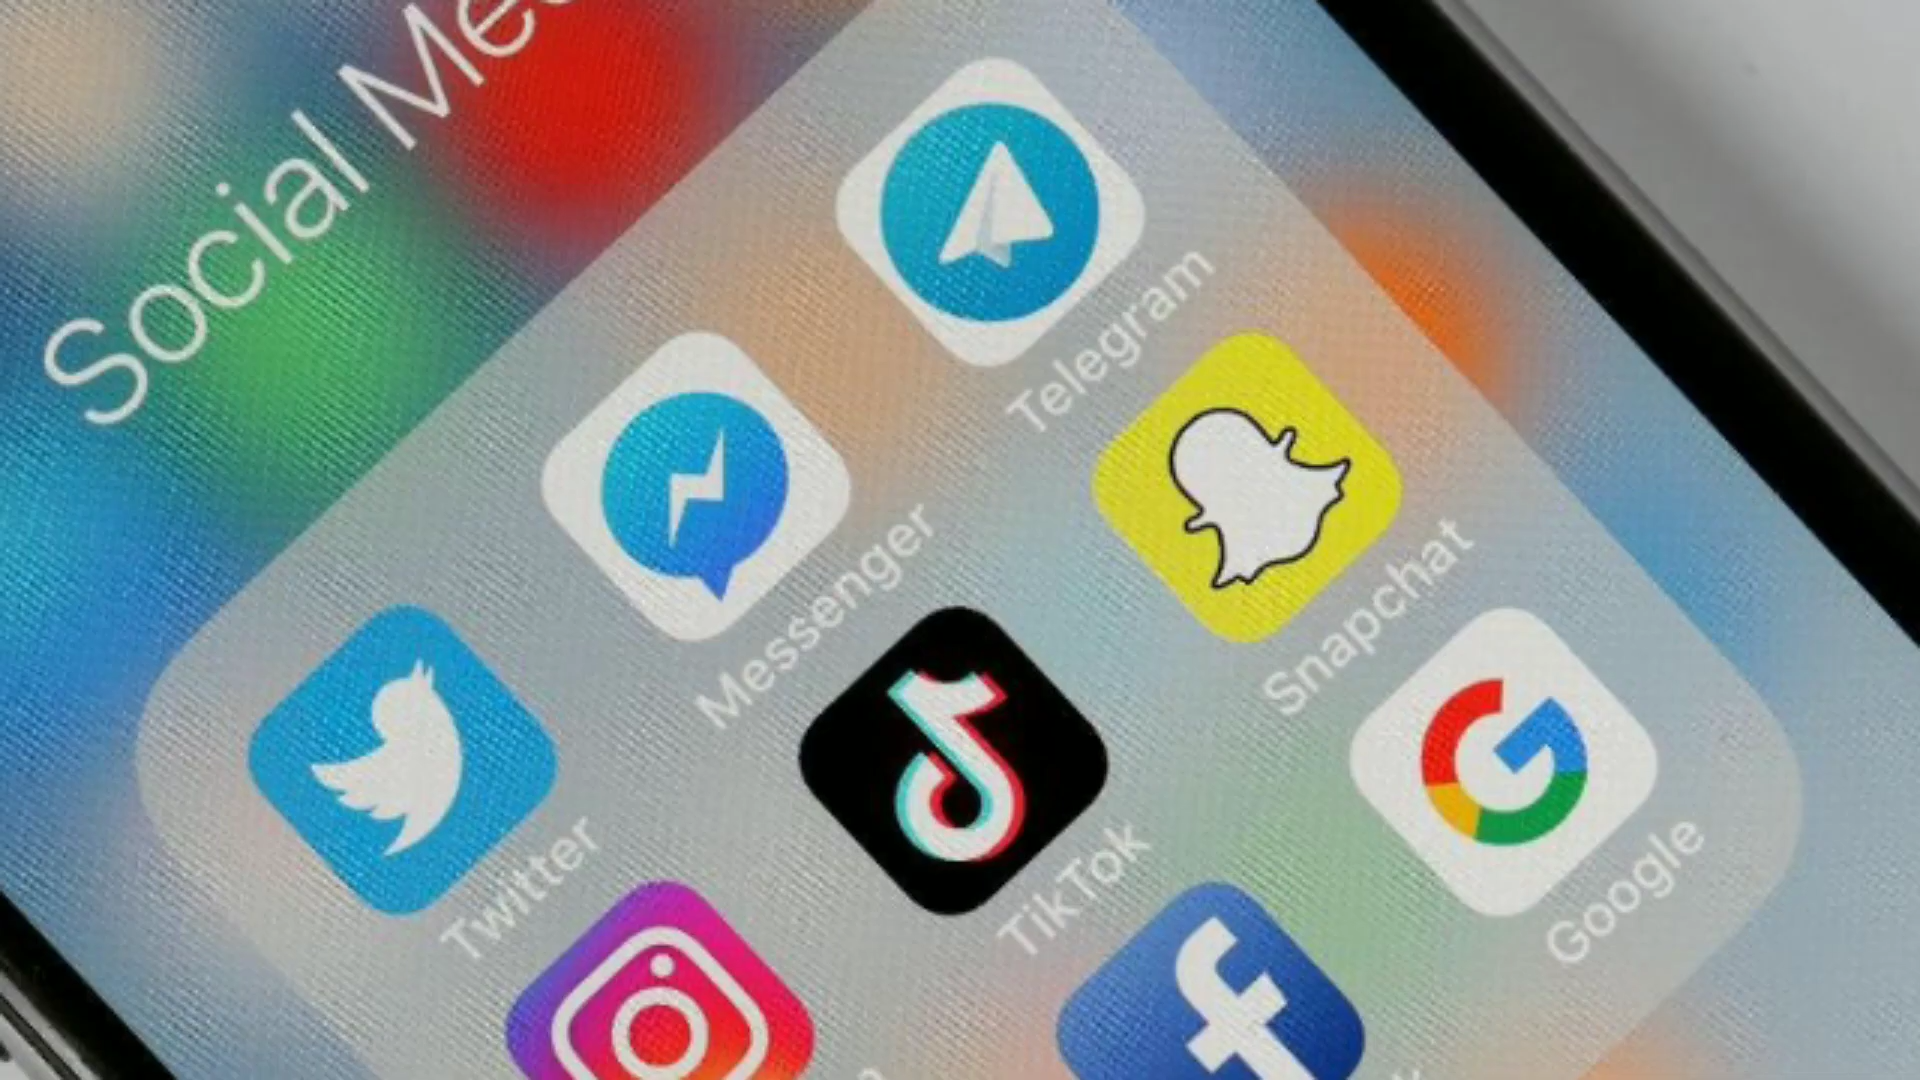 Social Me
Telegram
Messenger
Snapchat
Twitter
TikTok
Google